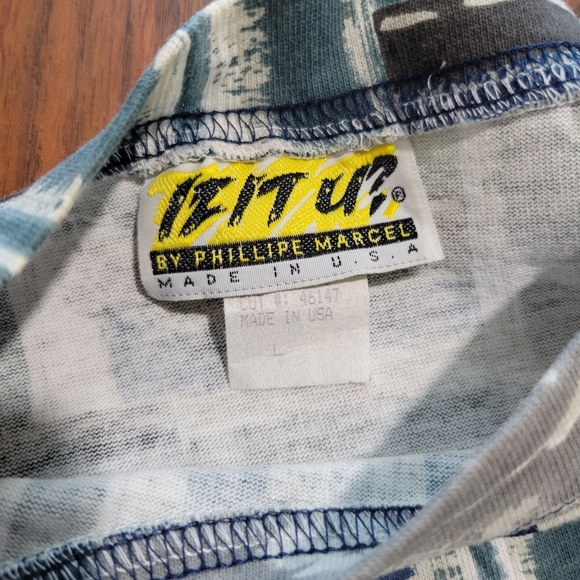 IZIT U?®
BY PHILLIPE MARCEL
MADE IN U.S.A
CUT #: 46147
MADE IN USA
L